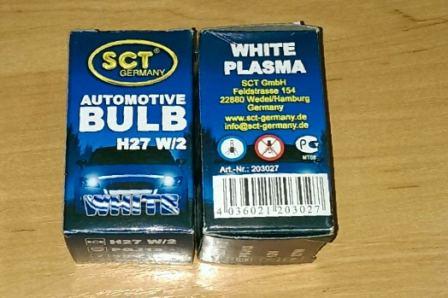 SCT®
GERMANY
AUTOMOTIVE
BULB
H27 W/2
WHITE
SCT H27 W/2
WHITE
PLASMA
SCT GmbH
Feldstrasse 154
22880 Wedel/Hamburg
Germany
www.sct-germany.de
info@sct-germany.de
Art.-Nr.: 203027
4 036021 203027